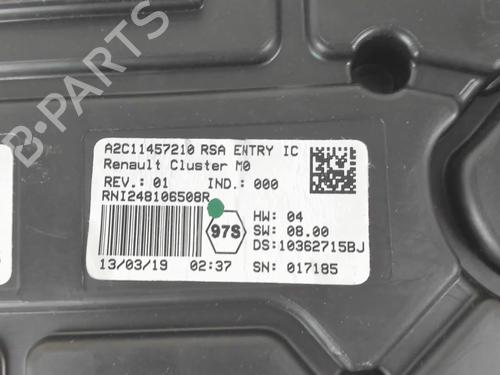 A2C11457210 RSA ENTRY IC
Renault Cluster M0
REV.: 01 IND.: 000
RNI248106508R
97S
HW: 04
SW: 08.00
DS:10362715BJ
13/03/19 02:37 SN: 017185
B-PARTS